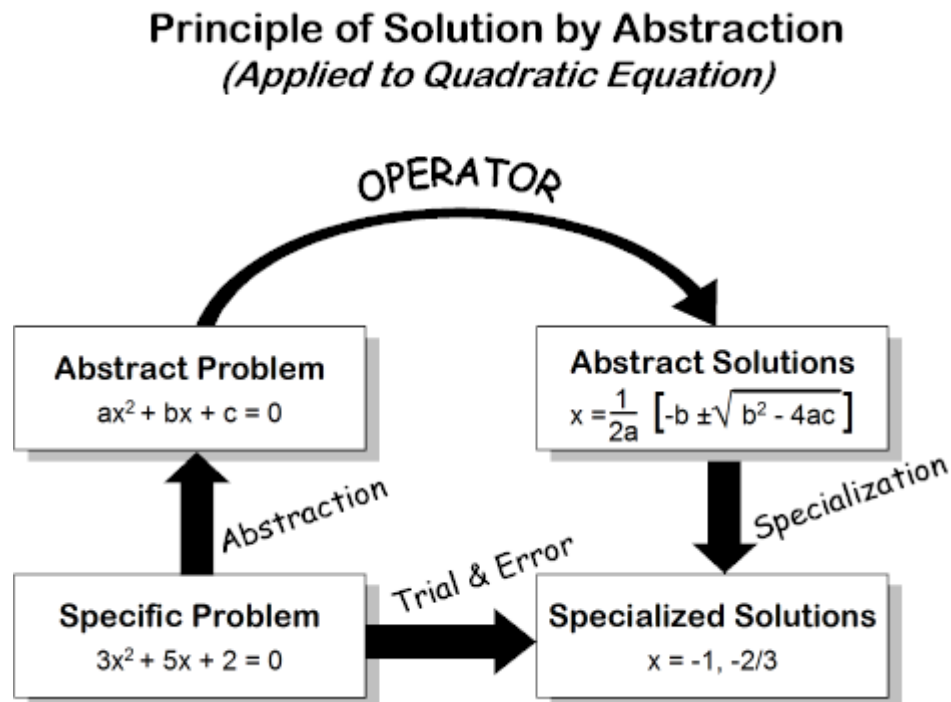 Principle of Solution by Abstraction
(Applied to Quadratic Equation)
OPERATOR
Abstract Problem
ax² + bx + c = 0
Abstract Solutions
x = 1/2a [-b ±√ b² - 4ac ]
Abstraction
Specialization
Trial & Error
Specific Problem
3x² + 5x + 2 = 0
Specialized Solutions
x = -1, -2/3